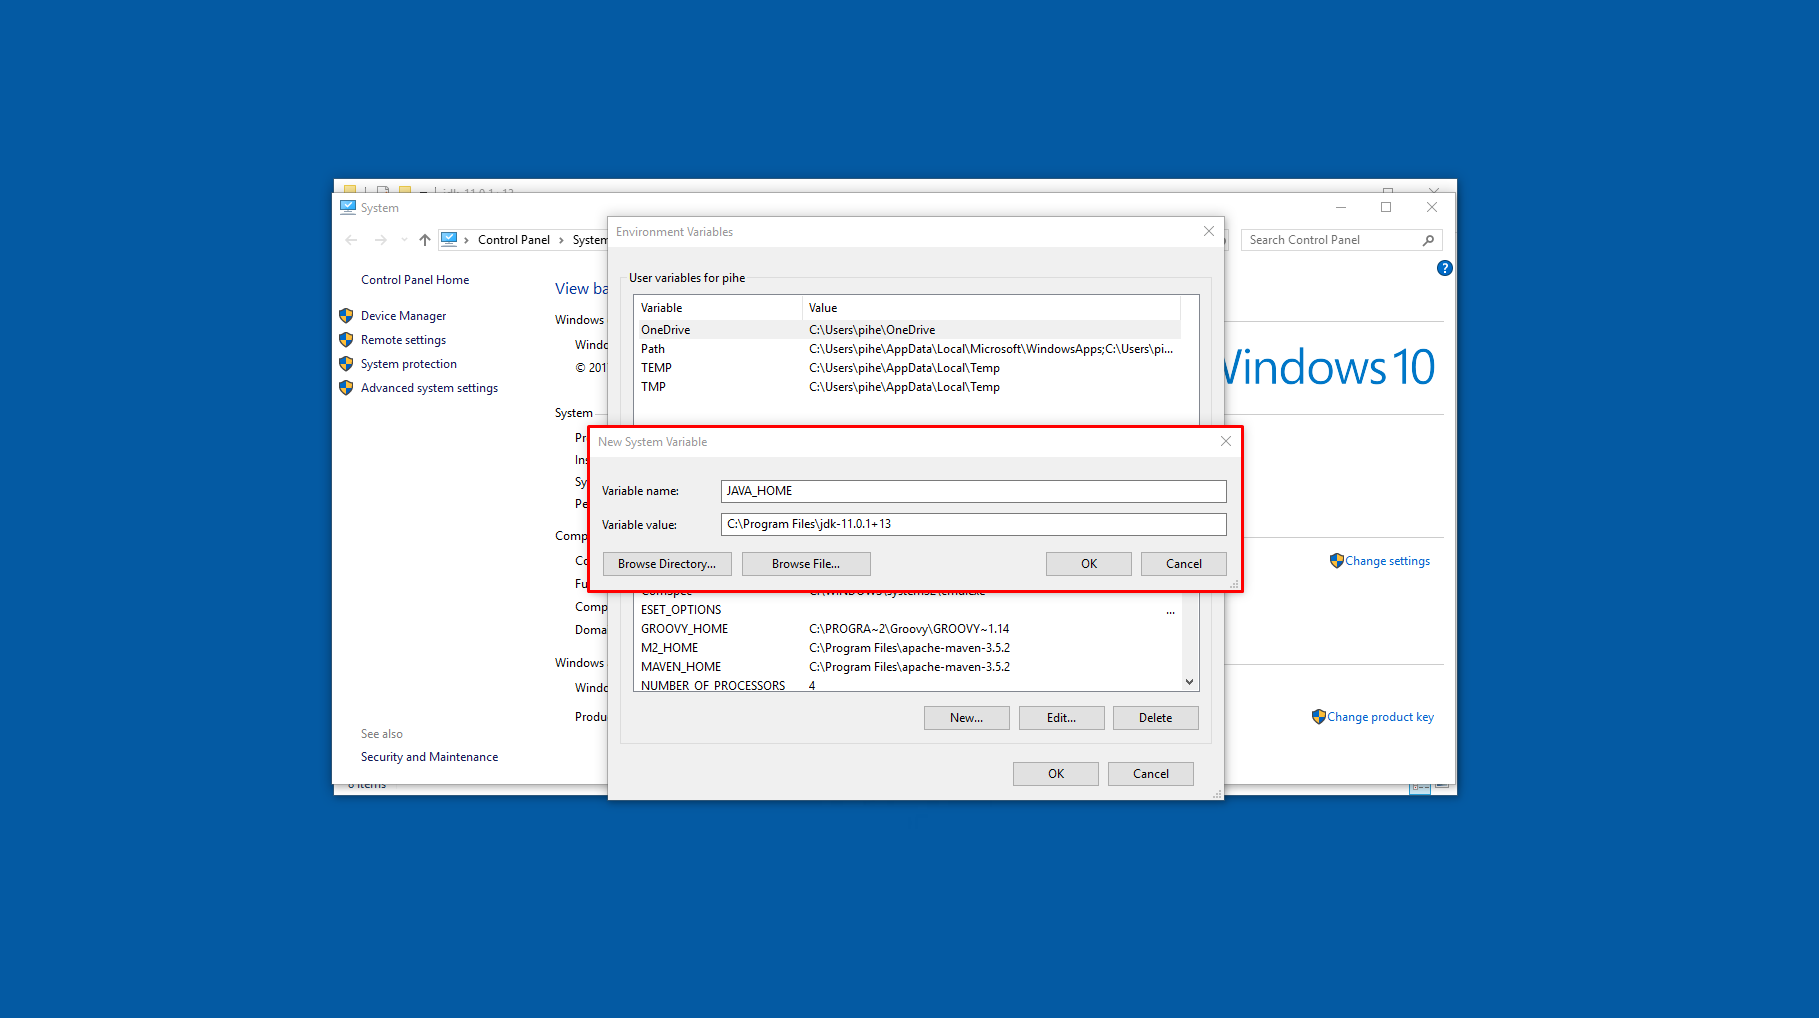 System
Control Panel
System
Search Control Panel
Control Panel Home
Device Manager
Remote settings
System protection
Advanced system settings
See also
Security and Maintenance
View ba
Windows
Windo
© 201
System
Pr
Ins
Sy
Pe
Comp
Co
Fu
Comp
Doma
Windows
Windo
Produ
Windows 10
Change settings
Change product key
Environment Variables
User variables for pihe
Variable Value
OneDrive C:\Users\pihe\OneDrive
Path C:\Users\pihe\AppData\Local\Microsoft\WindowsApps;C:\Users\pi...
TEMP C:\Users\pihe\AppData\Local\Temp
TMP C:\Users\pihe\AppData\Local\Temp
New System Variable
Variable name: JAVA_HOME
Variable value: C:\Program Files\jdk-11.0.1+13
Browse Directory... Browse File... OK Cancel
ESET_OPTIONS ...
GROOVY_HOME C:\PROGRA~2\Groovy\GROOVY~1.14
M2_HOME C:\Program Files\apache-maven-3.5.2
MAVEN_HOME C:\Program Files\apache-maven-3.5.2
NUMBER_OF_PROCESSORS 4
New... Edit... Delete
OK Cancel